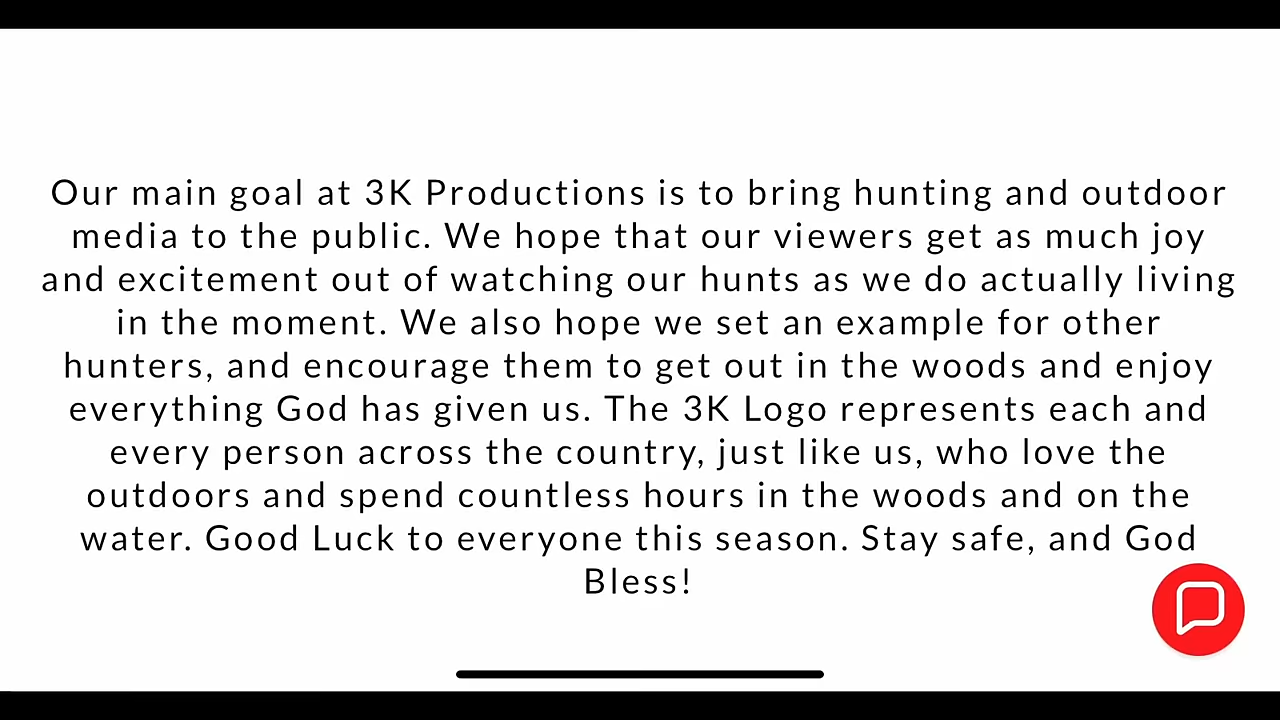 Our main goal at 3K Productions is to bring hunting and outdoor
media to the public. We hope that our viewers get as much joy
and excitement out of watching our hunts as we do actually living
in the moment. We also hope we set an example for other
hunters, and encourage them to get out in the woods and enjoy
everything God has given us. The 3K Logo represents each and
every person across the country, just like us, who love the
outdoors and spend countless hours in the woods and on the
water. Good Luck to everyone this season. Stay safe, and God
Bless!